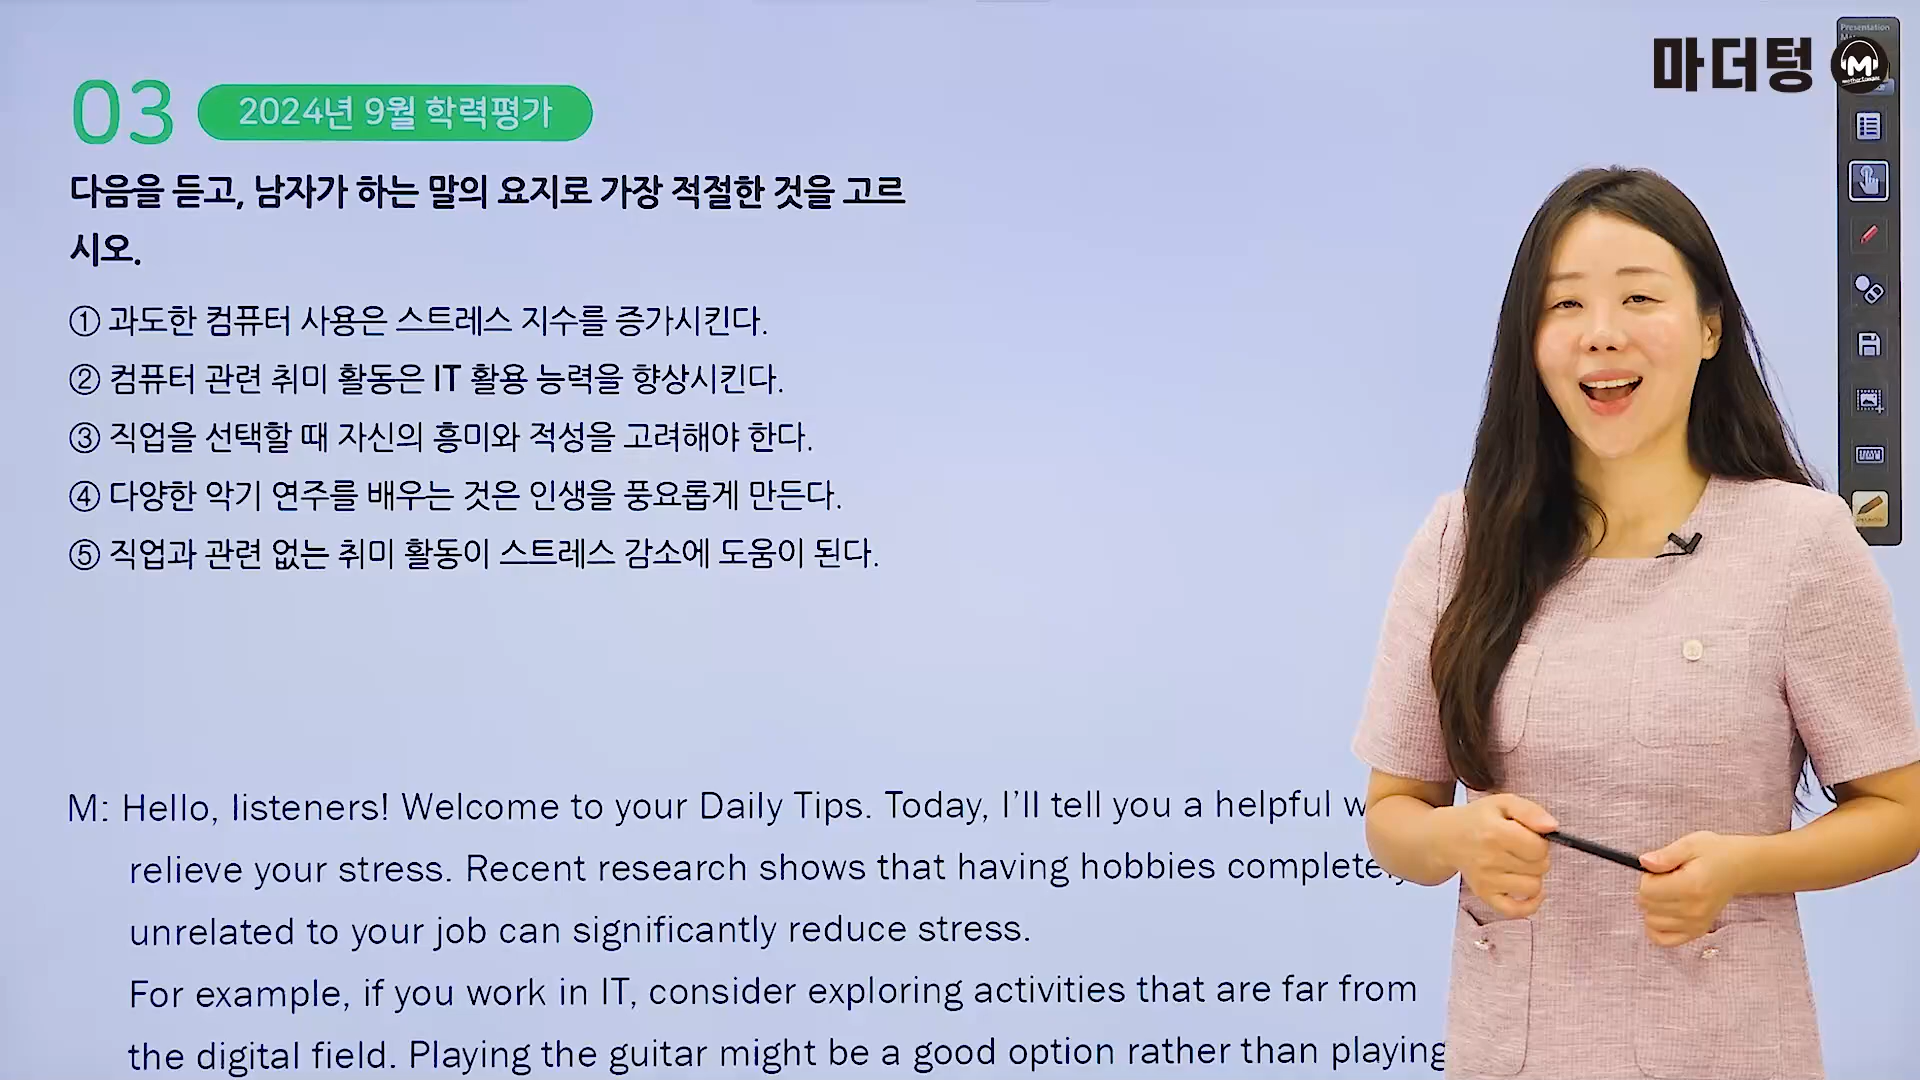 마더텅
Presentation
03 2024년 9월 학력평가
다음을 듣고, 남자가 하는 말의 요지로 가장 적절한 것을 고르
시오.
① 과도한 컴퓨터 사용은 스트레스 지수를 증가시킨다.
② 컴퓨터 관련 취미 활동은 IT 활용 능력을 향상시킨다.
③ 직업을 선택할 때 자신의 흥미와 적성을 고려해야 한다.
④ 다양한 악기 연주를 배우는 것은 인생을 풍요롭게 만든다.
⑤ 직업과 관련 없는 취미 활동이 스트레스 감소에 도움이 된다.
M: Hello, listeners! Welcome to your Daily Tips. Today, I'll tell you a helpful
relieve your stress. Recent research shows that having hobbies completely
unrelated to your job can significantly reduce stress.
For example, if you work in IT, consider exploring activities that are far from
the digital field. Playing the guitar might be a good option rather than playing